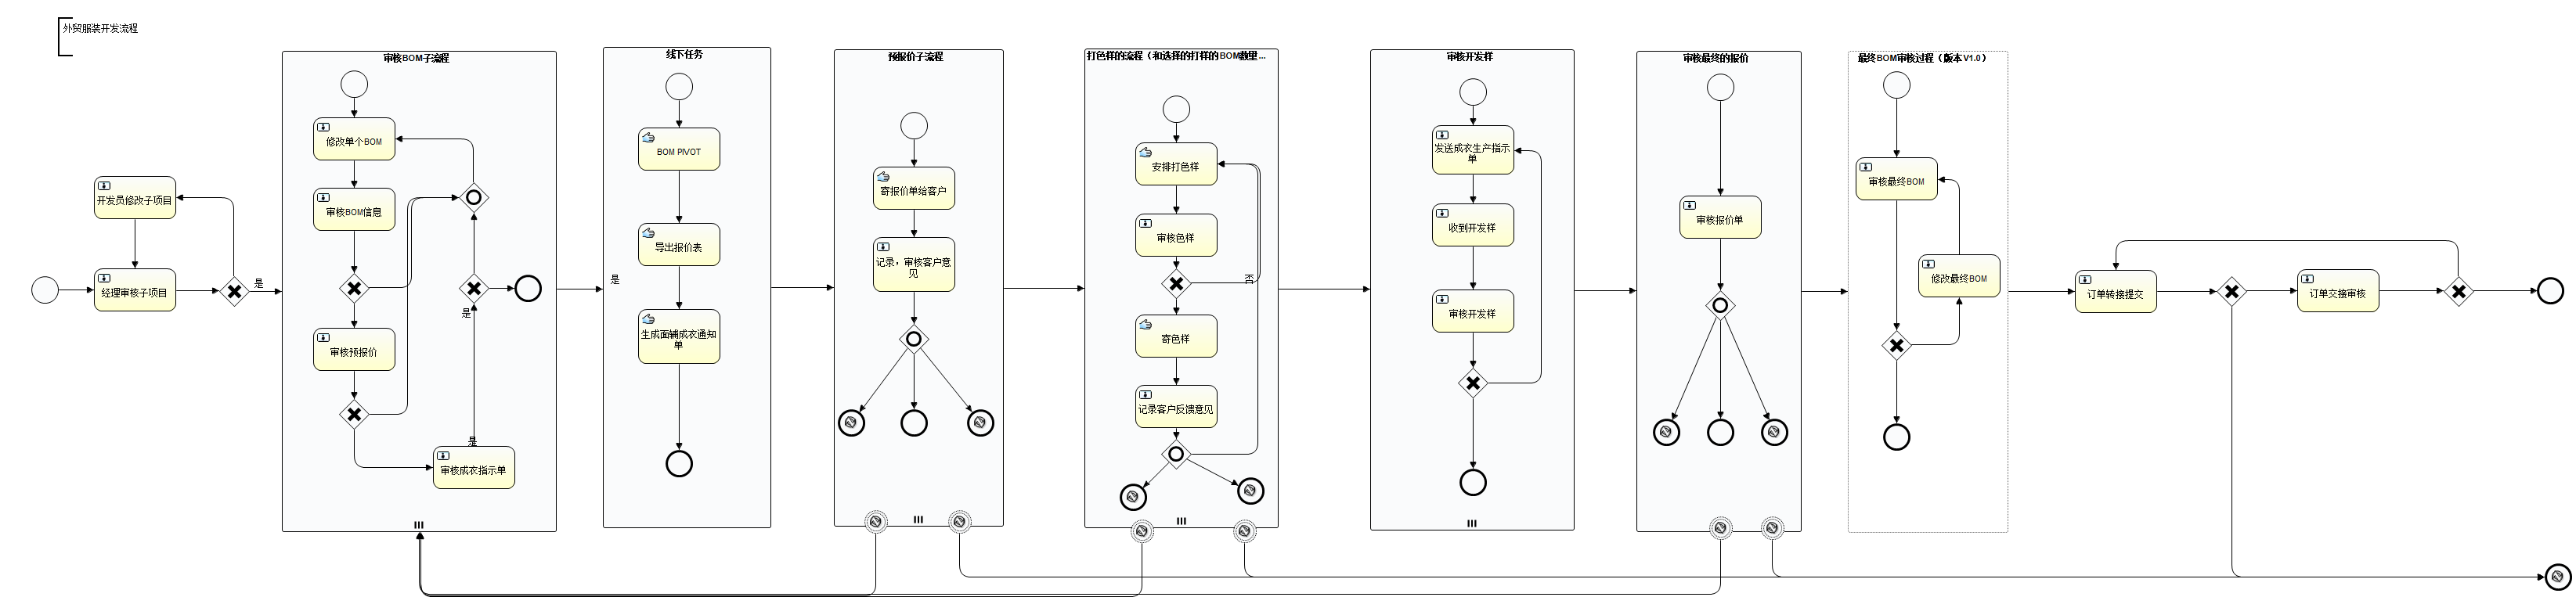 外贸服装开发流程
开发员修改子项目
经理审核子项目
是
审核BOM子流程
修改单个BOM
审核BOM信息
审核预报价
是
是
审核成衣指示单
线下任务
BOM PIVOT
导出报价表
是
生成面辅成衣通知
单
预报价子流程
寄报价单给客户
记录，审核客户意
见
打色样的流程（和选择的打样的BOM数量...
安排打色样
审核色样
否
寄色样
记录客户反馈意见
审核开发样
发送成衣生产指示
单
收到开发样
审核开发样
审核最终的报价
审核报价单
最终BOM审核过程（版本V1.0）
审核最终BOM
修改最终BOM
订单转接提交
订单交接审核